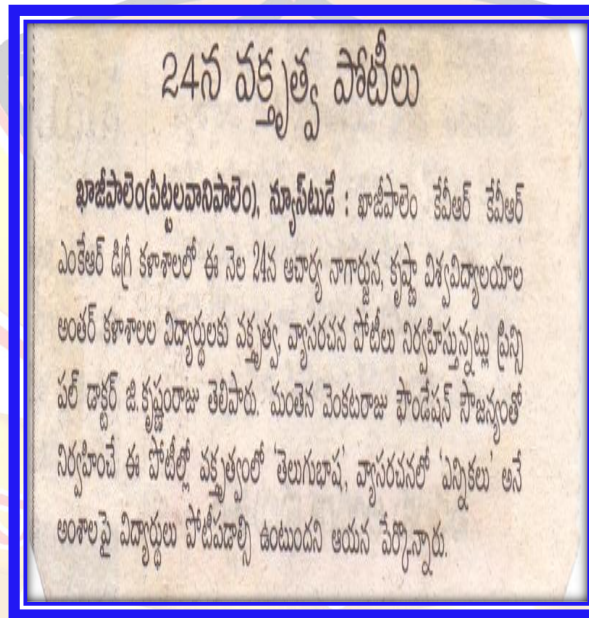 24న వక్తృత్వ పోటీలు
ఖాజీపాలెం(పిట్టలవానిపాలెం), న్యూస్‌టుడే : ఖాజీపాలెం కేవీఆర్ కేవీఆర్
ఎంకేఆర్ డిగ్రీ కళాశాలలో ఈ నెల 24న ఆచార్య నాగార్జున, కృష్ణా విశ్వవిద్యాలయాల
అంతర్ కళాశాలల విద్యార్థులకు వక్తృత్వ, వ్యాసరచన పోటీలు నిర్వహిస్తున్నట్లు ప్రిన్సి
పల్ డాక్టర్ జి.కృష్ణంరాజు తెలిపారు. మంతెన వెంకటరాజు ఫౌండేషన్ సౌజన్యంతో
నిర్వహించే ఈ పోటీల్లో వక్తృత్వంలో 'తెలుగుభాష', వ్యాసరచనలో 'ఎన్నికలు' అనే
అంశాలపై విద్యార్థులు పోటీపడాల్సి ఉంటుందని ఆయన పేర్కొన్నారు.